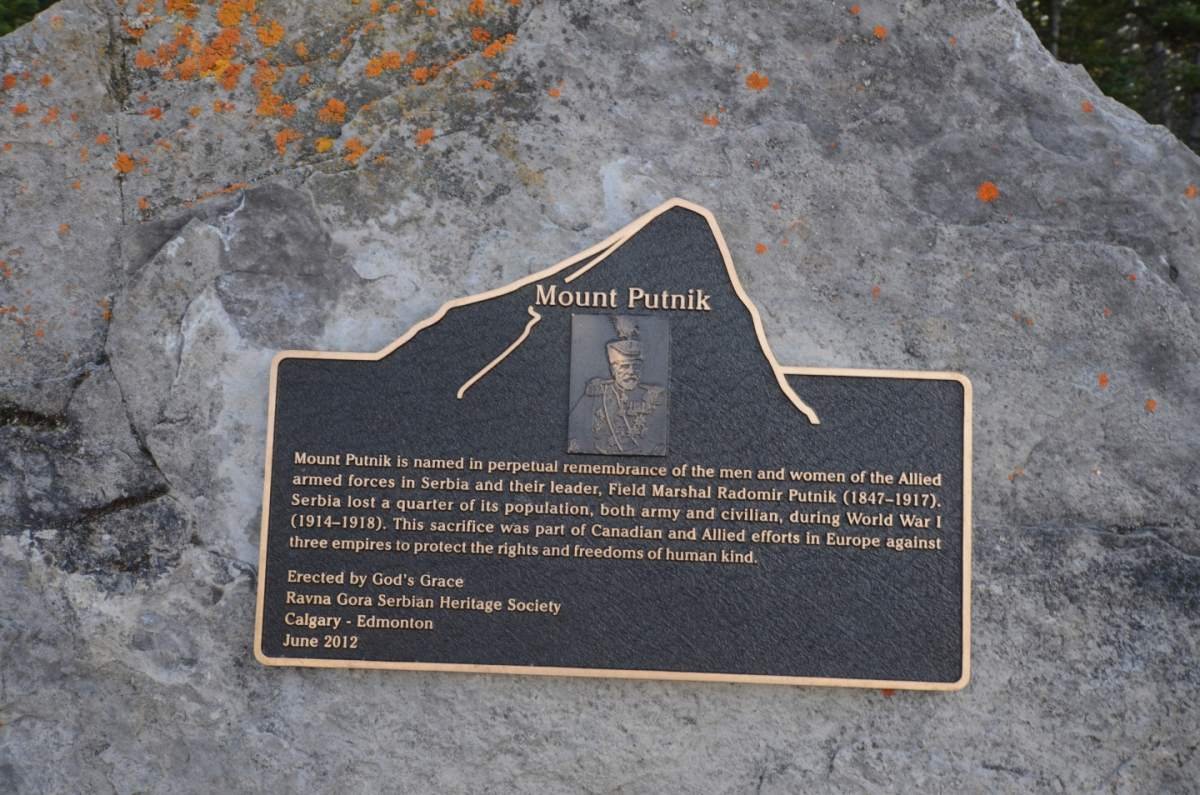 Mount Putnik
Mount Putnik is named in perpetual remembrance of the men and women of the Allied
armed forces in Serbia and their leader, Field Marshal Radomir Putnik (1847–1917).
Serbia lost a quarter of its population, both army and civilian, during World War I
(1914–1918). This sacrifice was part of Canadian and Allied efforts in Europe against
three empires to protect the rights and freedoms of human kind.
Erected by God's Grace
Ravna Gora Serbian Heritage Society
Calgary - Edmonton
June 2012